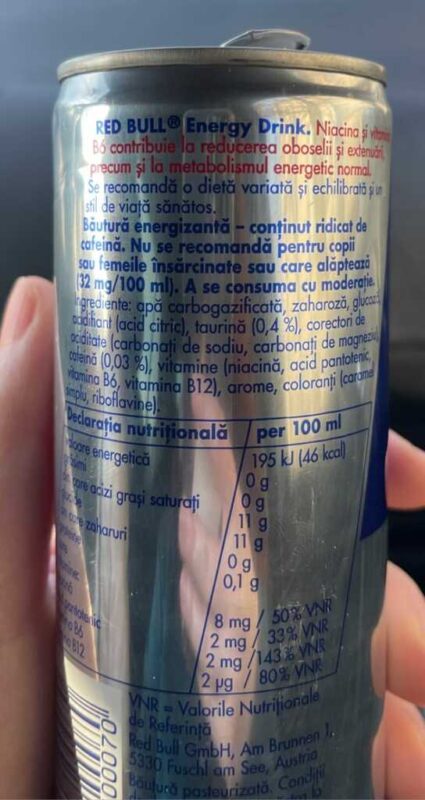 RED BULL® Energy Drink. Niacina și
B6 contribuie la reducerea oboselii și extenuării,
precum și la metabolismul energetic normal.
Se recomandă o dietă variată și echilibrată și un
stil de viață sănătos.
Băutură energizantă – conținut ridicat de
cafeină. Nu se recomandă pentru copii
sau femeile însărcinate sau care alăptează
(32 mg/100 ml). A se consuma cu moderație.
Ingrediente: apă carbogazificată, zaharoză,
acidifiant (acid citric), taurină (0,4 %), corectori de
aciditate (carbonați de sodiu, carbonați de magneziu),
cafeină (0,03 %), vitamine (niacină, acid pantotenic,
vitamina B6, vitamina B12), arome, coloranți (caramel
simplu, riboflavine).
Declarația nutrițională per 100 ml
valoare energetică 195 kJ (46 kcal)
0 g
acizi grași saturați 0 g
11 g
care zaharuri 11 g
0 g
0,1 g
8 mg / 50% VNR
2 mg / 33% VNR
B6 2 mg /143% VNR
B12 2 µg / 80% VNR
VNR = Valorile Nutriționale
de Referință
Red Bull GmbH, Am Brunnen 1,
5330 Fuschl am See, Austria
Băutură pasteurizată. Condiții
00070